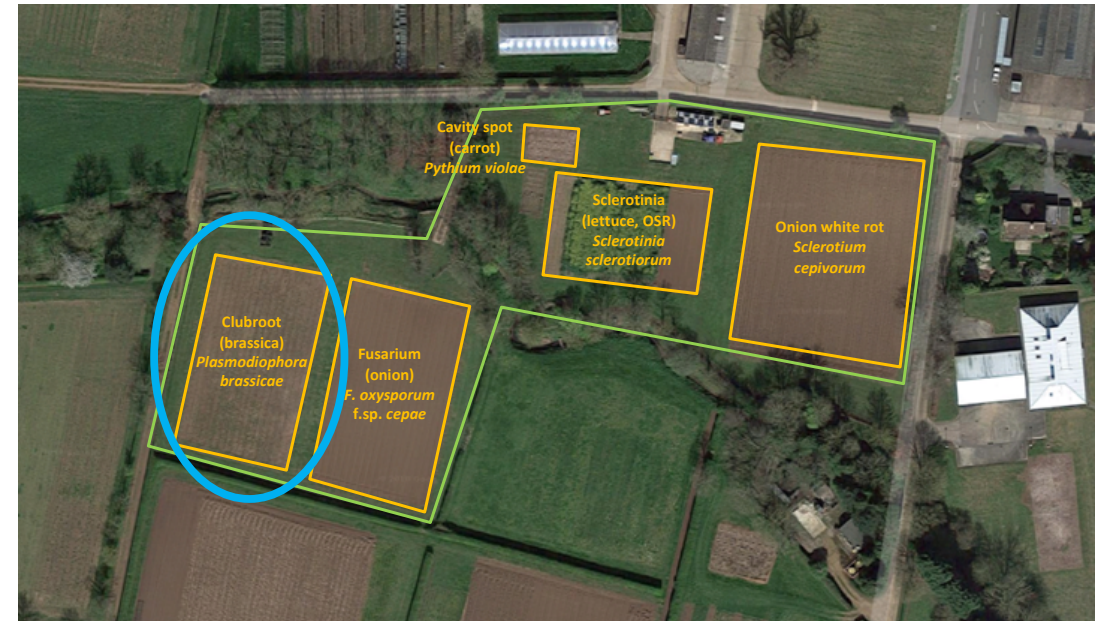 Cavity spot
(carrot)
Pythium violae
Sclerotinia
(lettuce, OSR)
Sclerotinia
sclerotiorum
Onion white rot
Sclerotium
cepivorum
Clubroot
(brassica)
Plasmodiophora
brassicae
Fusarium
(onion)
F. oxysporum
f.sp. cepae